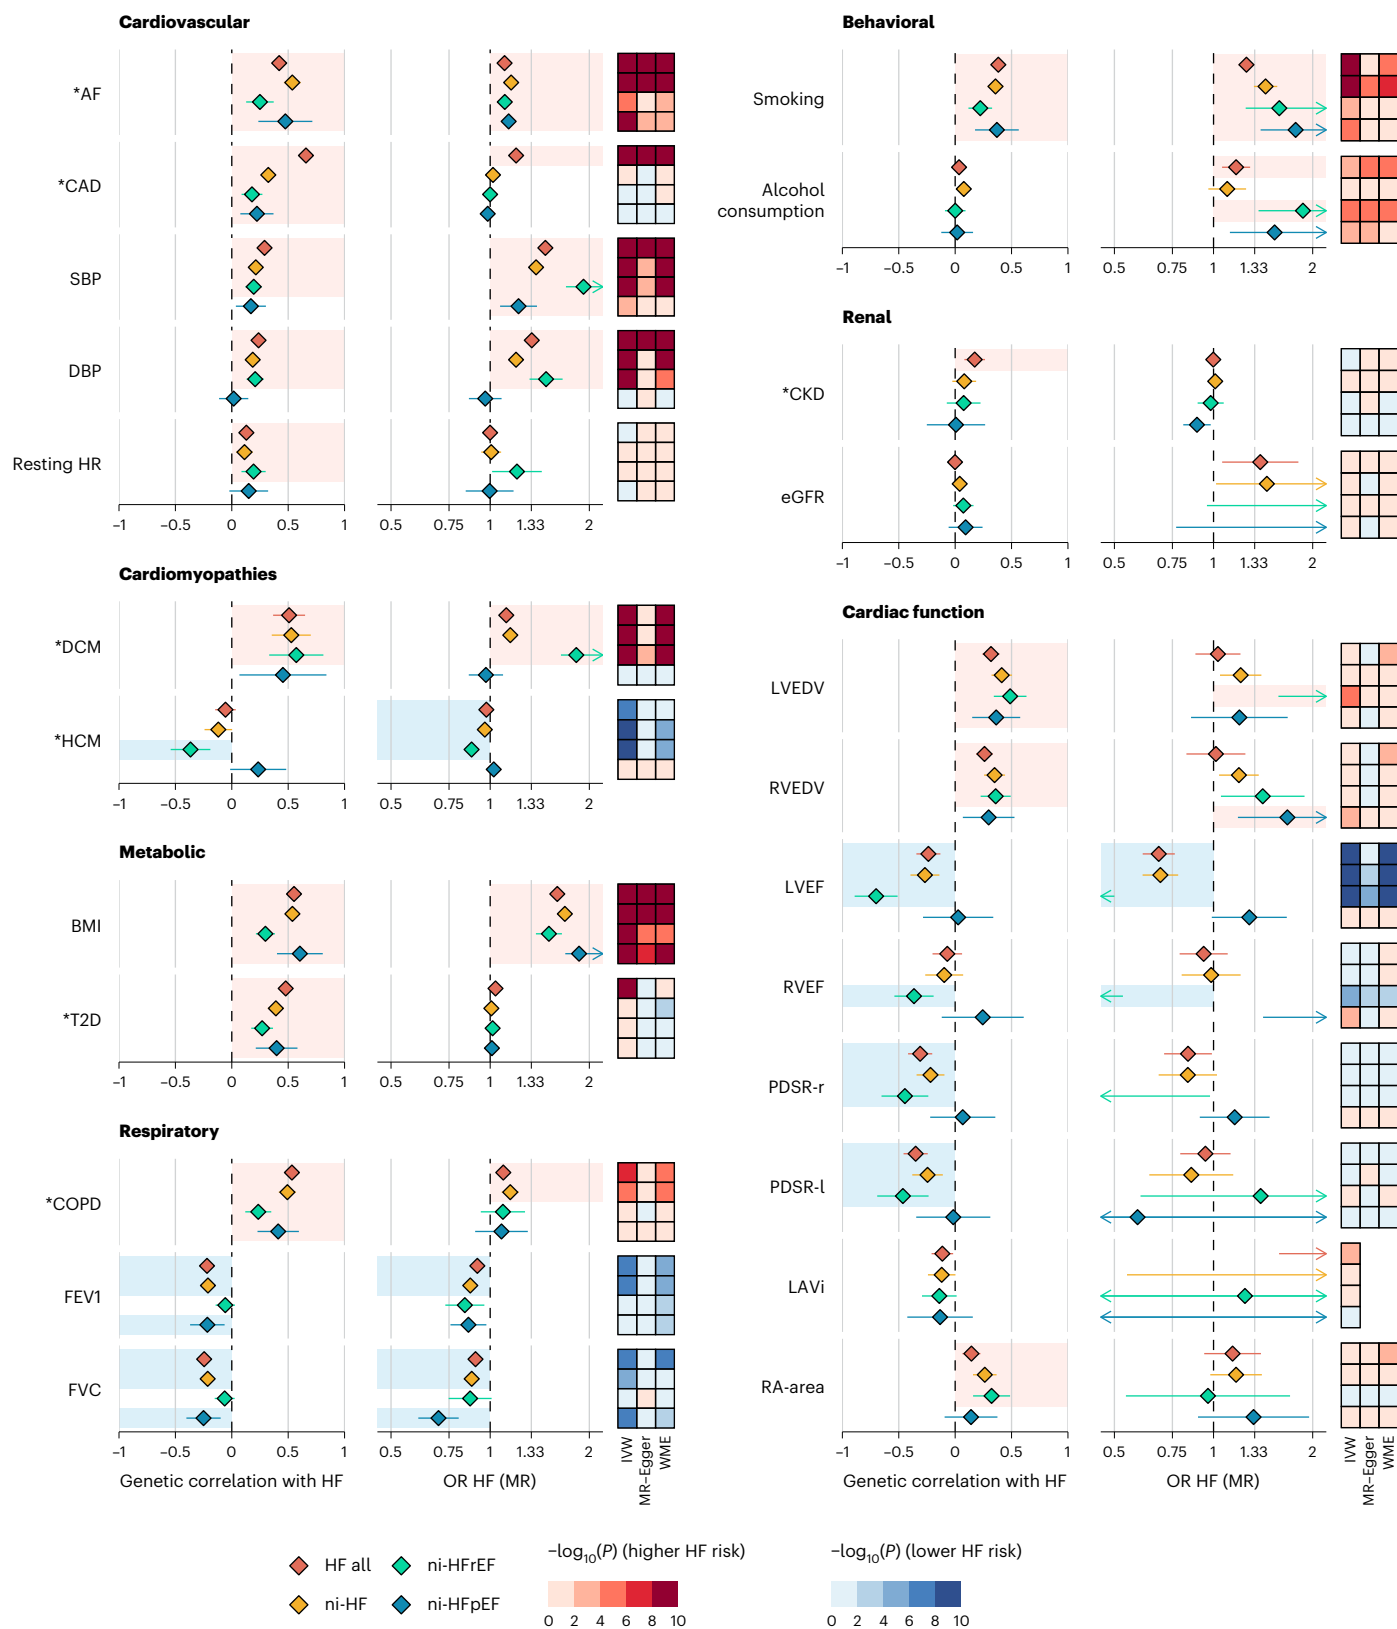 Cardiovascular
*AF
*CAD
SBP
DBP
Resting HR
−1 −0.5 0 0.5 1
0.5 0.75 1 1.33 2
Cardiomyopathies
*DCM
*HCM
−1 −0.5 0 0.5 1
0.5 0.75 1 1.33 2
Metabolic
BMI
*T2D
−1 −0.5 0 0.5 1
0.5 0.75 1 1.33 2
Respiratory
*COPD
FEV1
FVC
−1 −0.5 0 0.5 1
0.5 0.75 1 1.33 2
Genetic correlation with HF
OR HF (MR)
IVW
MR–Egger
WME
Behavioral
Smoking
Alcohol
consumption
−1 −0.5 0 0.5 1
0.5 0.75 1 1.33 2
Renal
*CKD
eGFR
−1 −0.5 0 0.5 1
0.5 0.75 1 1.33 2
Cardiac function
LVEDV
RVEDV
LVEF
RVEF
PDSR-r
PDSR-l
LAVi
RA-area
−1 −0.5 0 0.5 1
0.5 0.75 1 1.33 2
Genetic correlation with HF
OR HF (MR)
IVW
MR–Egger
WME
HF all
ni-HFrEF
ni-HF
ni-HFpEF
−log10(P) (higher HF risk)
0 2 4 6 8 10
−log10(P) (lower HF risk)
0 2 4 6 8 10